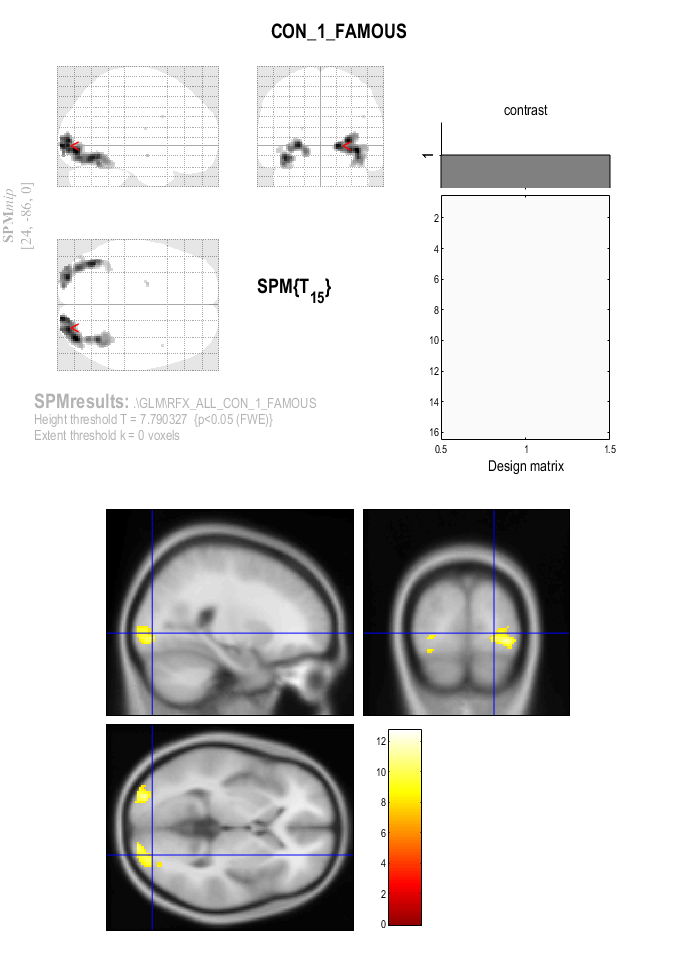 CON_1_FAMOUS
contrast
1
SPMmip
[24, -86, 0]
SPM{T15}
2
4
6
8
10
12
14
16
0.5
1
1.5
Design matrix
SPMresults: .\GLM\RFX_ALL_CON_1_FAMOUS
Height threshold T = 7.790327 {p<0.05 (FWE)}
Extent threshold k = 0 voxels
12
10
8
6
4
2
0